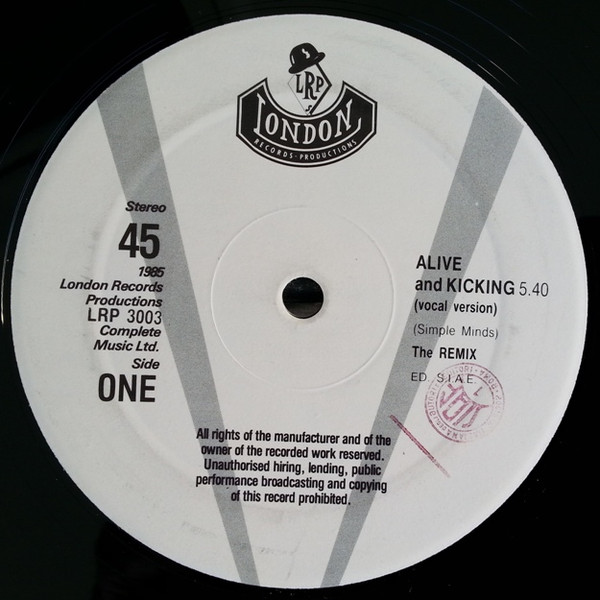 LRP
LONDON
RECORDS·PRODUCTIONS
Stereo
45
1985
London Records
Productions
LRP 3003
Complete
Music Ltd.
Side
ONE
ALIVE
and KICKING 5.40
(vocal version)
(Simple Minds)
The REMIX
ED. S.I.A.E.
All rights of the manufacturer and of the
owner of the recorded work reserved.
Unauthorised hiring, lending, public
performance broadcasting and copying
of this record prohibited.